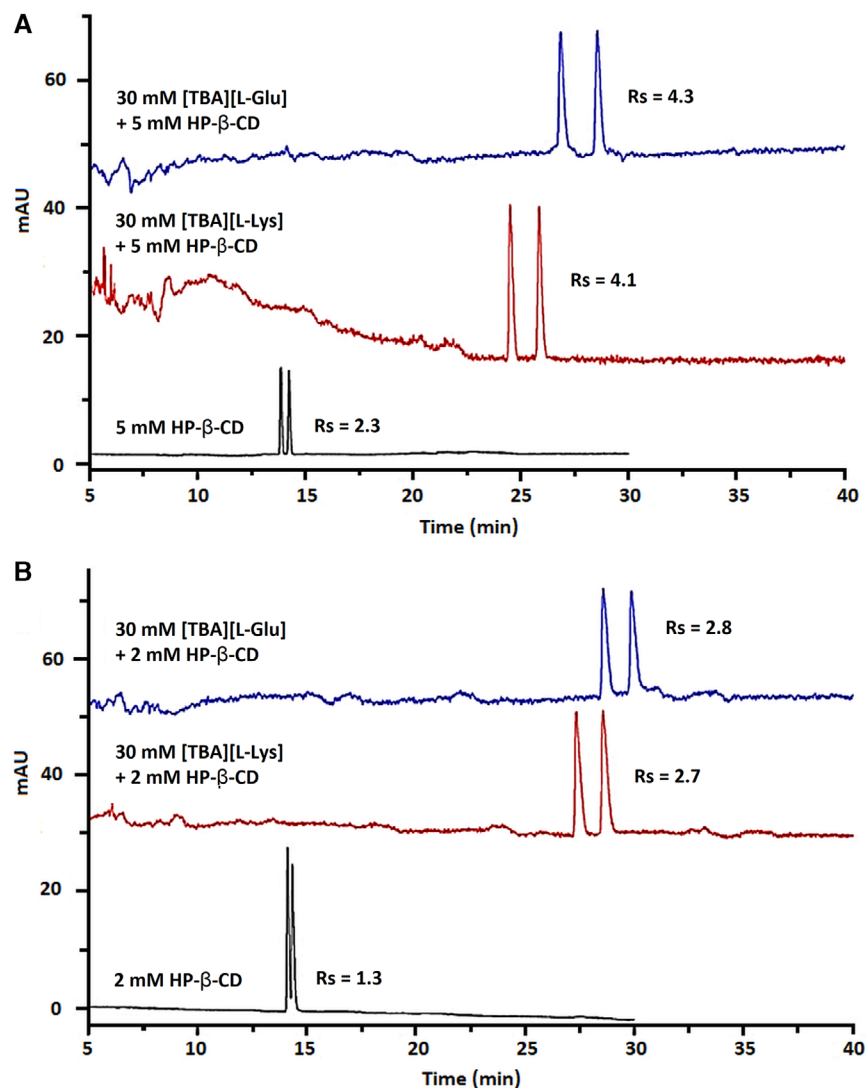 A
60
40
20
0
mAU
30 mM [TBA][L-Glu]
+ 5 mM HP-β-CD
Rs = 4.3
30 mM [TBA][L-Lys]
+ 5 mM HP-β-CD
Rs = 4.1
5 mM HP-β-CD
Rs = 2.3
5 10 15 20 25 30 35 40
Time (min)
B
60
40
20
0
mAU
30 mM [TBA][L-Glu]
+ 2 mM HP-β-CD
Rs = 2.8
30 mM [TBA][L-Lys]
+ 2 mM HP-β-CD
Rs = 2.7
2 mM HP-β-CD
Rs = 1.3
5 10 15 20 25 30 35 40
Time (min)